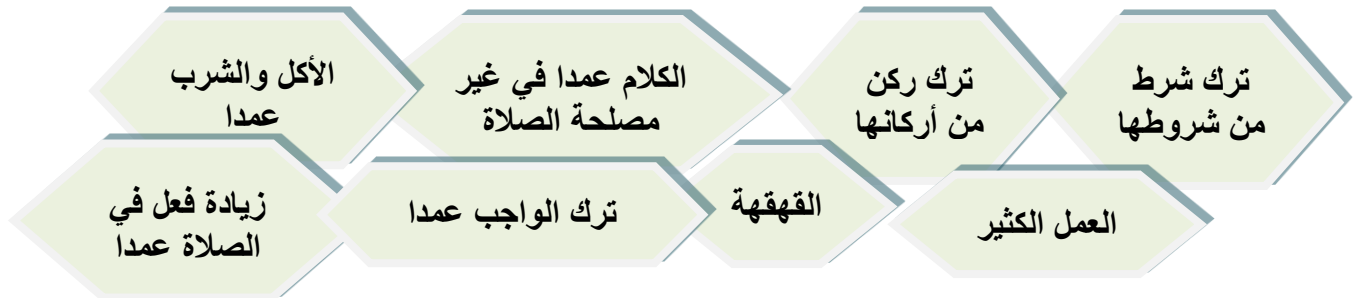 ترك شرط
من شروطها
ترك ركن
من أركانها
الكلام عمدا في غير
مصلحة الصلاة
الأكل والشرب
عمدا
العمل الكثير
القهقهة
ترك الواجب عمدا
زيادة فعل في
الصلاة عمدا